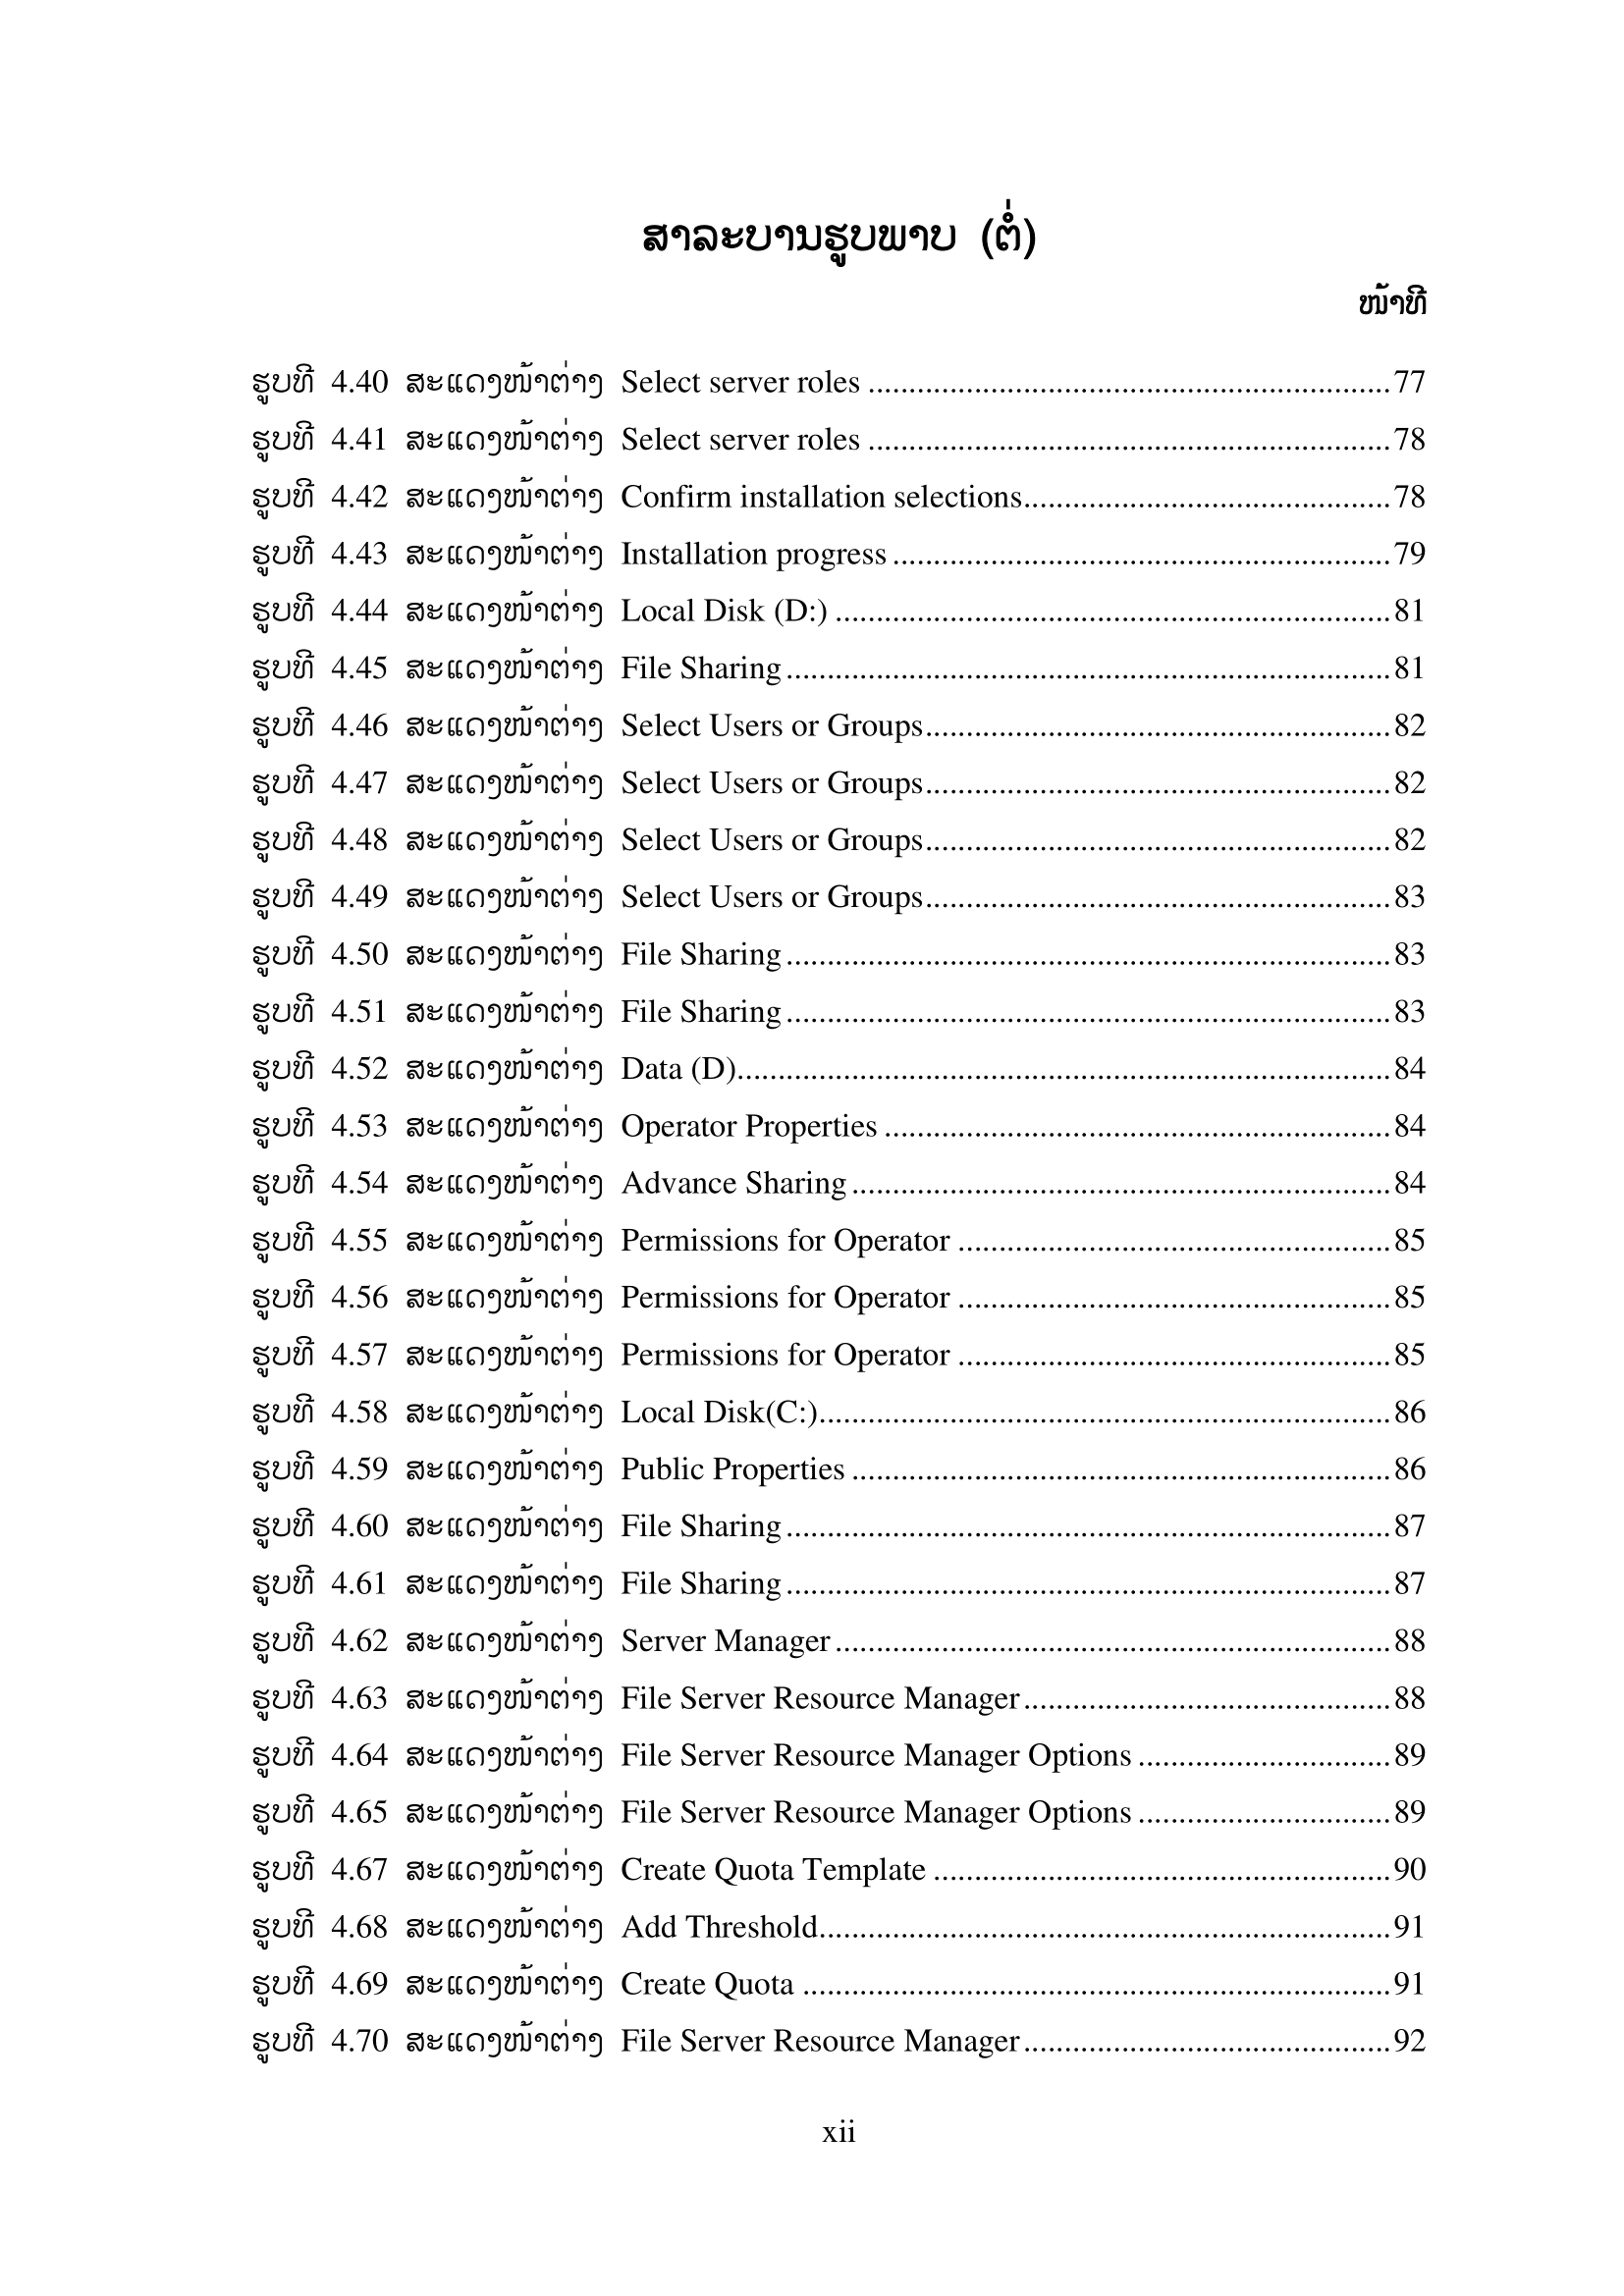 ສາລະບານຮູບພາບ (ຕໍ່)
ໜ້າທີ
ຮູບທີ 4.40 ສະແດງໜ້າຕ່າງ Select server roles ................................................................ 77
ຮູບທີ 4.41 ສະແດງໜ້າຕ່າງ Select server roles ................................................................ 78
ຮູບທີ 4.42 ສະແດງໜ້າຕ່າງ Confirm installation selections............................................. 78
ຮູບທີ 4.43 ສະແດງໜ້າຕ່າງ Installation progress ............................................................. 79
ຮູບທີ 4.44 ສະແດງໜ້າຕ່າງ Local Disk (D:) .................................................................... 81
ຮູບທີ 4.45 ສະແດງໜ້າຕ່າງ File Sharing .......................................................................... 81
ຮູບທີ 4.46 ສະແດງໜ້າຕ່າງ Select Users or Groups......................................................... 82
ຮູບທີ 4.47 ສະແດງໜ້າຕ່າງ Select Users or Groups......................................................... 82
ຮູບທີ 4.48 ສະແດງໜ້າຕ່າງ Select Users or Groups......................................................... 82
ຮູບທີ 4.49 ສະແດງໜ້າຕ່າງ Select Users or Groups......................................................... 83
ຮູບທີ 4.50 ສະແດງໜ້າຕ່າງ File Sharing .......................................................................... 83
ຮູບທີ 4.51 ສະແດງໜ້າຕ່າງ File Sharing .......................................................................... 83
ຮູບທີ 4.52 ສະແດງໜ້າຕ່າງ Data (D)................................................................................ 84
ຮູບທີ 4.53 ສະແດງໜ້າຕ່າງ Operator Properties .............................................................. 84
ຮູບທີ 4.54 ສະແດງໜ້າຕ່າງ Advance Sharing .................................................................. 84
ຮູບທີ 4.55 ສະແດງໜ້າຕ່າງ Permissions for Operator ..................................................... 85
ຮູບທີ 4.56 ສະແດງໜ້າຕ່າງ Permissions for Operator ..................................................... 85
ຮູບທີ 4.57 ສະແດງໜ້າຕ່າງ Permissions for Operator ..................................................... 85
ຮູບທີ 4.58 ສະແດງໜ້າຕ່າງ Local Disk(C:)...................................................................... 86
ຮູບທີ 4.59 ສະແດງໜ້າຕ່າງ Public Properties .................................................................. 86
ຮູບທີ 4.60 ສະແດງໜ້າຕ່າງ File Sharing .......................................................................... 87
ຮູບທີ 4.61 ສະແດງໜ້າຕ່າງ File Sharing .......................................................................... 87
ຮູບທີ 4.62 ສະແດງໜ້າຕ່າງ Server Manager .................................................................... 88
ຮູບທີ 4.63 ສະແດງໜ້າຕ່າງ File Server Resource Manager ............................................. 88
ຮູບທີ 4.64 ສະແດງໜ້າຕ່າງ File Server Resource Manager Options ............................... 89
ຮູບທີ 4.65 ສະແດງໜ້າຕ່າງ File Server Resource Manager Options ............................... 89
ຮູບທີ 4.67 ສະແດງໜ້າຕ່າງ Create Quota Template ........................................................ 90
ຮູບທີ 4.68 ສະແດງໜ້າຕ່າງ Add Threshold...................................................................... 91
ຮູບທີ 4.69 ສະແດງໜ້າຕ່າງ Create Quota ........................................................................ 91
ຮູບທີ 4.70 ສະແດງໜ້າຕ່າງ File Server Resource Manager ............................................. 92
xii